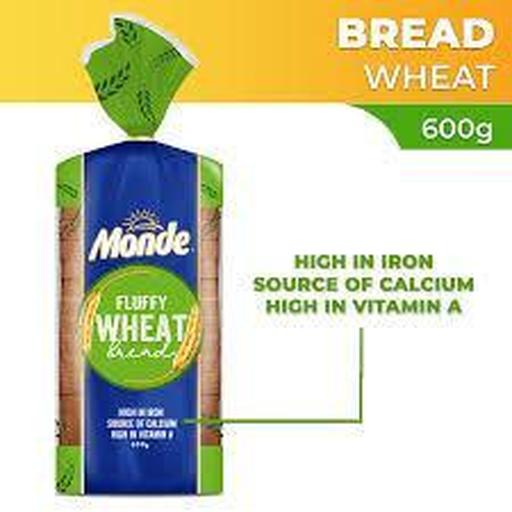 BREAD
WHEAT
600g
Monde
FLUFFY
WHEAT
bread
HIGH IN IRON
SOURCE OF CALCIUM
HIGH IN VITAMIN A
HIGH IN IRON
SOURCE OF CALCIUM
HIGH IN VITAMIN A
600g